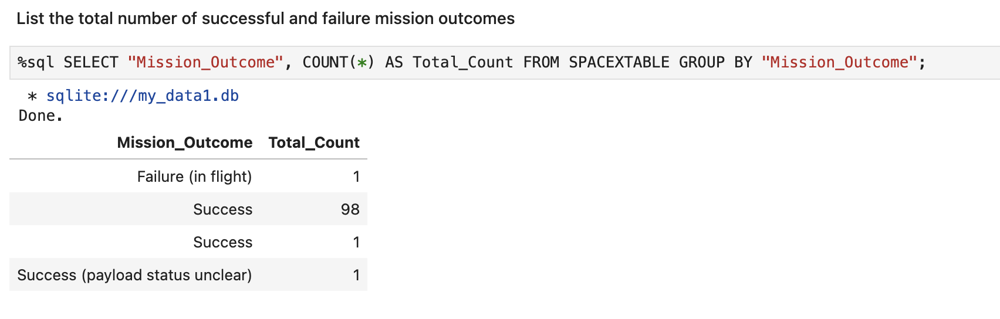 List the total number of successful and failure mission outcomes
%sql SELECT "Mission_Outcome", COUNT(*) AS Total_Count FROM SPACEXTABLE GROUP BY "Mission_Outcome";
* sqlite:///my_data1.db
Done.
Mission_Outcome Total_Count
Failure (in flight) 1
Success 98
Success 1
Success (payload status unclear) 1